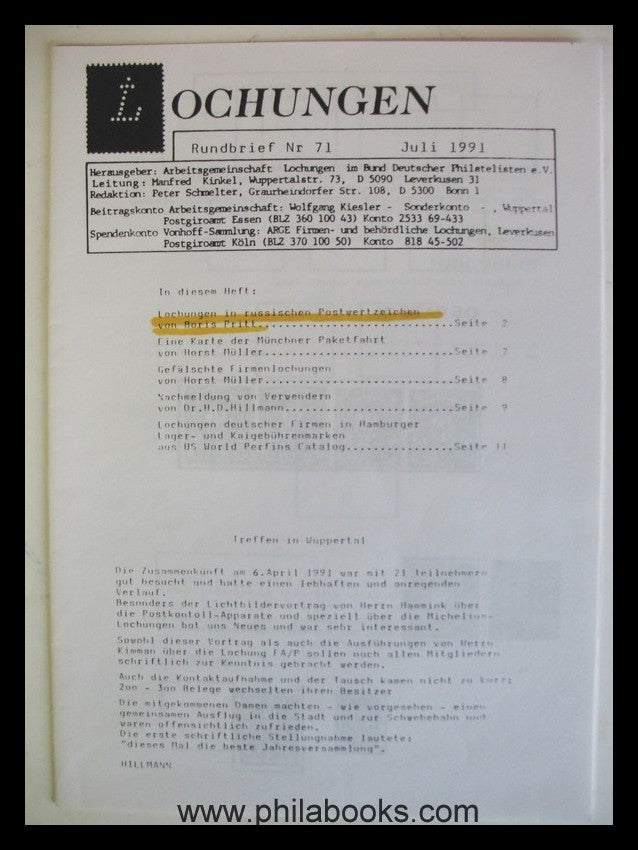 LOCHUNGEN
Rundbrief Nr 71 Juli 1991
Herausgeber: Arbeitsgemeinschaft Lochungen im Bund Deutscher Philatelisten e.V.
Leitung: Manfred Kinkel, Wuppertalstr. 73, D 5090 Leverkusen 31
Redaktion: Peter Schmelter, Graurheindorfer Str. 108, D 5300 Bonn 1
Beitragskonto Arbeitsgemeinschaft: Wolfgang Kiesler - Sonderkonto - , Wuppertal
Postgiroamt Essen (BLZ 360 100 43) Konto 2533 69-433
Spendenkonto Vonhoff-Sammlung: ARGE Firmen- und behördliche Lochungen, Leverkusen
Postgiroamt Köln (BLZ 370 100 50) Konto 818 45-502
In diesem Heft:
Lochungen in russischen Postwertzeichen
von Boris Pritt..............................Seite 2
Eine Karte der Münchner Paketfahrt
von Horst Müller.............................Seite 7
Gefälschte Firmenlochungen
von Horst Müller.............................Seite 8
Nachmeldung von Verwendern
von Dr.H.D.Hillmann..........................Seite 9
Lochungen deutscher Firmen in Hamburger
Lager- und Kaigebührenmarken
aus US World Perfins Catalog.................Seite 11
Treffen in Wuppertal
Die Zusammenkunft am 6.April 1991 war mit 21 Teilnehmern
gut besucht und hatte einen lebhaften und anregenden
Verlauf.
Besonders der Lichtbildervortrag von Herrn Hammink über
die Postkontoll-Apparate und speziell über die Michelius-
Lochungen bot uns Neues und war sehr interessant.
Sowohl dieser Vortrag als auch die Ausführungen von Herrn
Kimman über die Lochung FA/P sollen noch allen Mitgliedern
schriftlich zur Kenntnis gebracht werden.
Auch die Kontaktaufnahme und der Tausch kamen nicht zu kurz:
2oo - 3oo Belege wechselten ihren Besitzer
Die mitgekommenen Damen machten - wie vorgesehen - einen
gemeinsamen Ausflug in die Stadt und zur Schwebebahn und
waren offensichtlich zufrieden.
Die erste schriftliche Stellungnahme lautete:
"dieses Mal die beste Jahresversammlung".
HILLMANN
www.philabooks.com